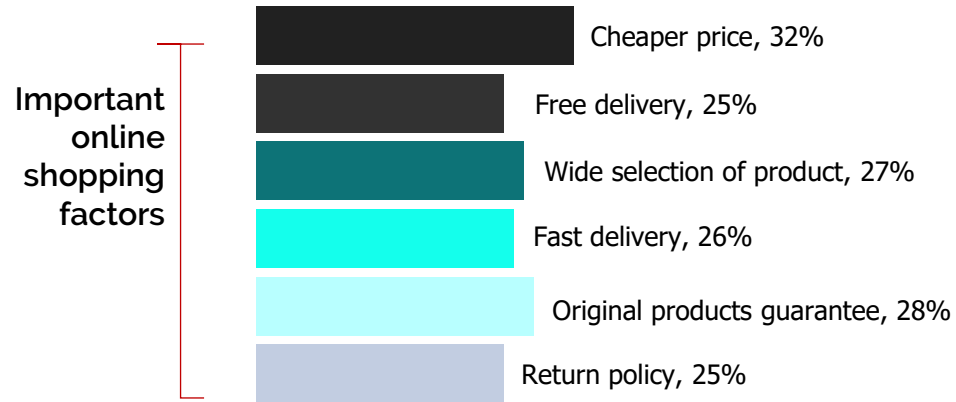 Important
online
shopping
factors
Cheaper price, 32%
Free delivery, 25%
Wide selection of product, 27%
Fast delivery, 26%
Original products guarantee, 28%
Return policy, 25%